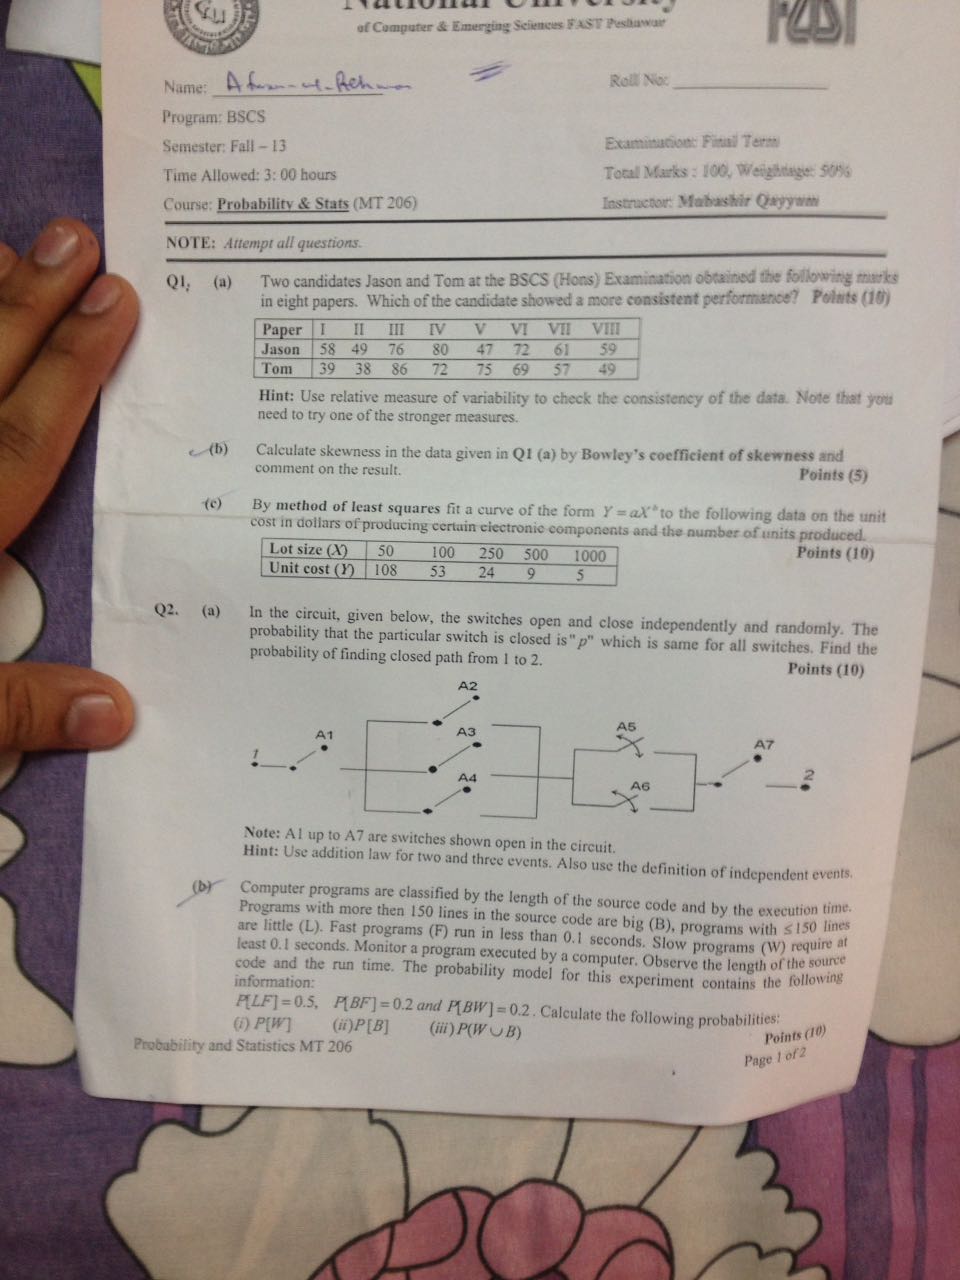 National University
of Computer & Emerging Sciences FAST Peshawar
Name:
Roll No:
Program: BSCS
Semester: Fall – 13
Examination: Final Term
Time Allowed: 3: 00 hours
Total Marks : 100, Weightage: 50%
Course: Probability & Stats (MT 206)
Instructor: Mubashir Qayyum
NOTE: Attempt all questions.
Q1, (a) Two candidates Jason and Tom at the BSCS (Hons) Examination obtained the following marks
in eight papers. Which of the candidate showed a more consistent performance? Points (10)
Paper I II III IV V VI VII VIII
Jason 58 49 76 80 47 72 61 59
Tom 39 38 86 72 75 69 57 49
Hint: Use relative measure of variability to check the consistency of the data. Note that you
need to try one of the stronger measures.
(b) Calculate skewness in the data given in Q1 (a) by Bowley's coefficient of skewness and
comment on the result. Points (5)
(c) By method of least squares fit a curve of the form Y = aX^b to the following data on the unit
cost in dollars of producing certain electronic components and the number of units produced.
Points (10)
Lot size (X) 50 100 250 500 1000
Unit cost (Y) 108 53 24 9 5
Q2. (a) In the circuit, given below, the switches open and close independently and randomly. The
probability that the particular switch is closed is "p" which is same for all switches. Find the
probability of finding closed path from 1 to 2. Points (10)
A2
A1 A3 A5 A7
1 A4 A6 2
Note: A1 up to A7 are switches shown open in the circuit.
Hint: Use addition law for two and three events. Also use the definition of independent events.
(b) Computer programs are classified by the length of the source code and by the execution time.
Programs with more then 150 lines in the source code are big (B), programs with ≤150 lines
are little (L). Fast programs (F) run in less than 0.1 seconds. Slow programs (W) require at
least 0.1 seconds. Monitor a program executed by a computer. Observe the length of the source
code and the run time. The probability model for this experiment contains the following
information:
P[LF] = 0.5, P[BF] = 0.2 and P[BW] = 0.2. Calculate the following probabilities:
(i) P[W] (ii)P[B] (iii)P(W∪B) Points (10)
Probability and Statistics MT 206
Page 1 of 2